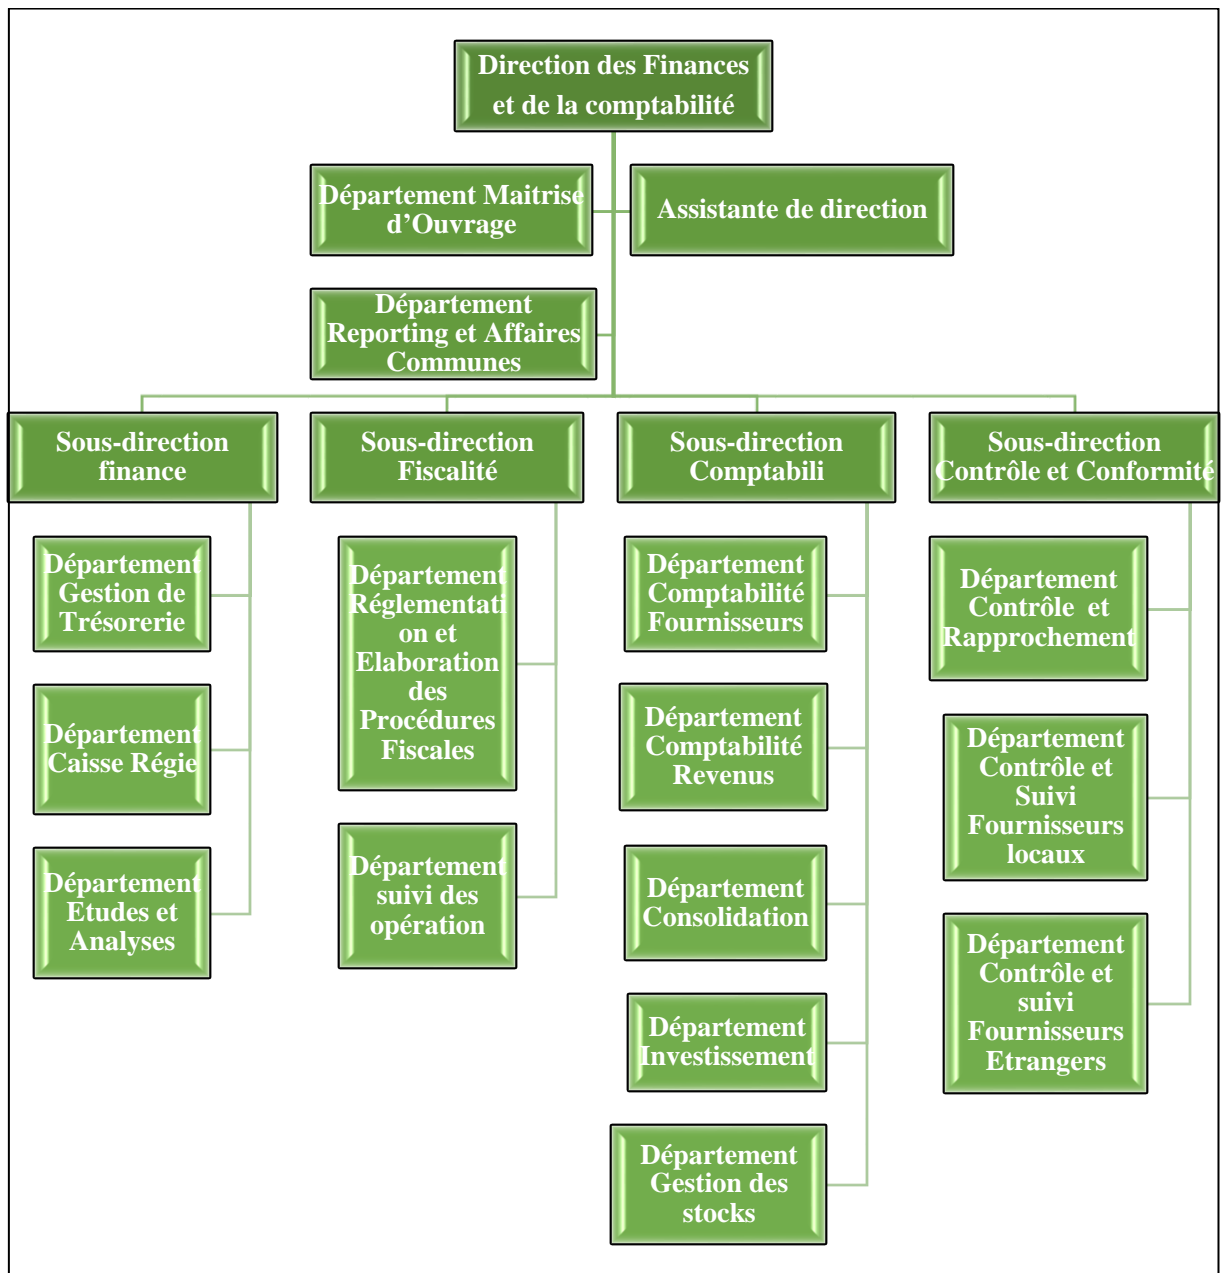 Direction des Finances
et de la comptabilité
Département Maitrise
d’Ouvrage
Assistante de direction
Département
Reporting et Affaires
Communes
Sous-direction
finance
Sous-direction
Fiscalité
Sous-direction
Comptabili
Sous-direction
Contrôle et Conformité
Département
Gestion de
Trésorerie
Département
Caisse Régie
Département
Etudes et
Analyses
Département
Réglementati
on et
Elaboration
des
Procédures
Fiscales
Département
suivi des
opération
Département
Comptabilité
Fournisseurs
Département
Comptabilité
Revenus
Département
Consolidation
Département
Investissement
Département
Gestion des
stocks
Département
Contrôle et
Rapprochement
Département
Contrôle et
Suivi
Fournisseurs
locaux
Département
Contrôle et
suivi
Fournisseurs
Etrangers